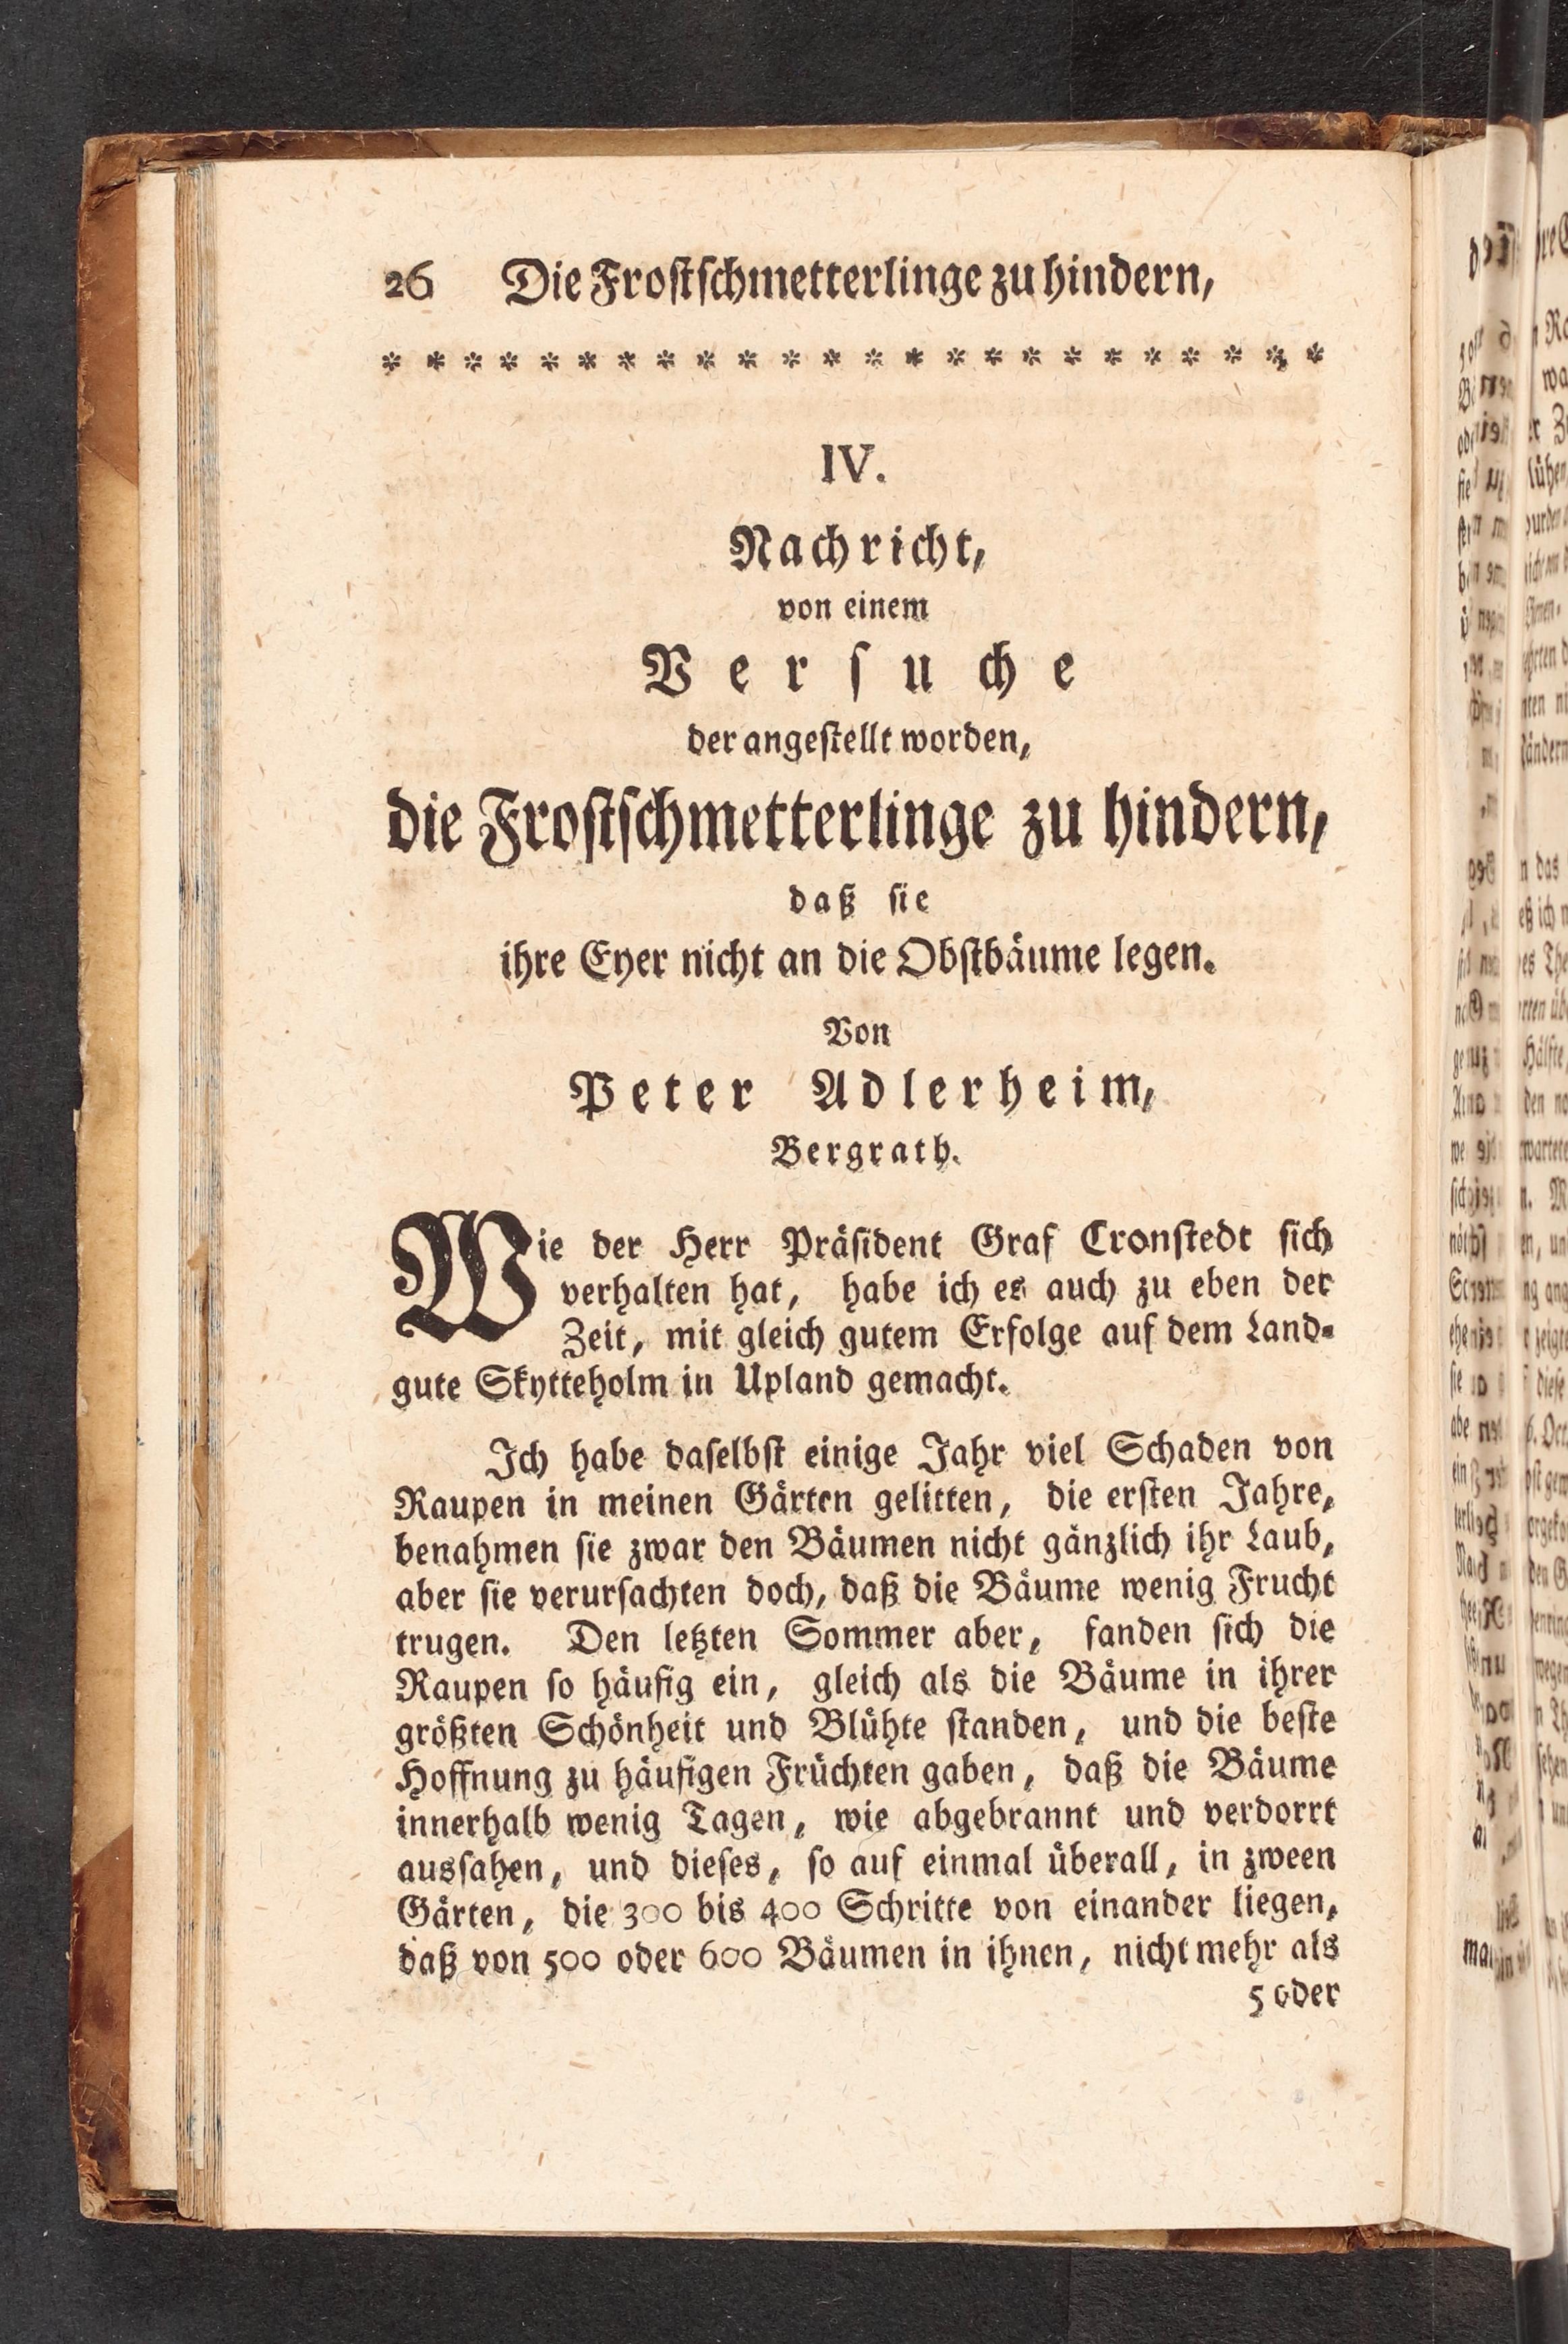 26 Die Frostschmetterlinge zu hindern,
* * * * * * * * * * * * * * * * * * * * * * * *
IV.
Nachricht,
von einem
Versuche
der angestellt worden,
die Frostschmetterlinge zu hindern,
daß sie
ihre Eyer nicht an die Obstbäume legen.
Von
Peter Adlerheim,
Bergrath.
Wie der Herr Präsident Graf Cronstedt sich
verhalten hat, habe ich es auch zu eben der
Zeit, mit gleich gutem Erfolge auf dem Land-
gute Skytteholm in Upland gemacht.
Ich habe daselbst einige Jahr viel Schaden von
Raupen in meinen Gärten gelitten, die ersten Jahre,
benahmen sie zwar den Bäumen nicht gänzlich ihr Laub,
aber sie verursachten doch, daß die Bäume wenig Frucht
trugen. Den letzten Sommer aber, fanden sich die
Raupen so häufig ein, gleich als die Bäume in ihrer
größten Schönheit und Blühte standen, und die beste
Hoffnung zu häufigen Früchten gaben, daß die Bäume
innerhalb wenig Tagen, wie abgebrannt und verdorrt
aussahen, und dieses, so auf einmal überall, in zween
Gärten, die 300 bis 400 Schritte von einander liegen,
daß von 500 oder 600 Bäumen in ihnen, nicht mehr als
5 oder